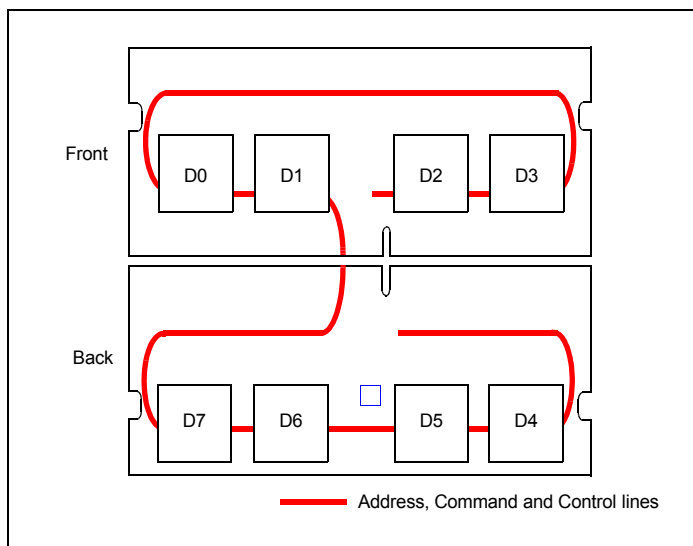 Front
D0 D1 D2 D3
Back
D7 D6 D5 D4
Address, Command and Control lines